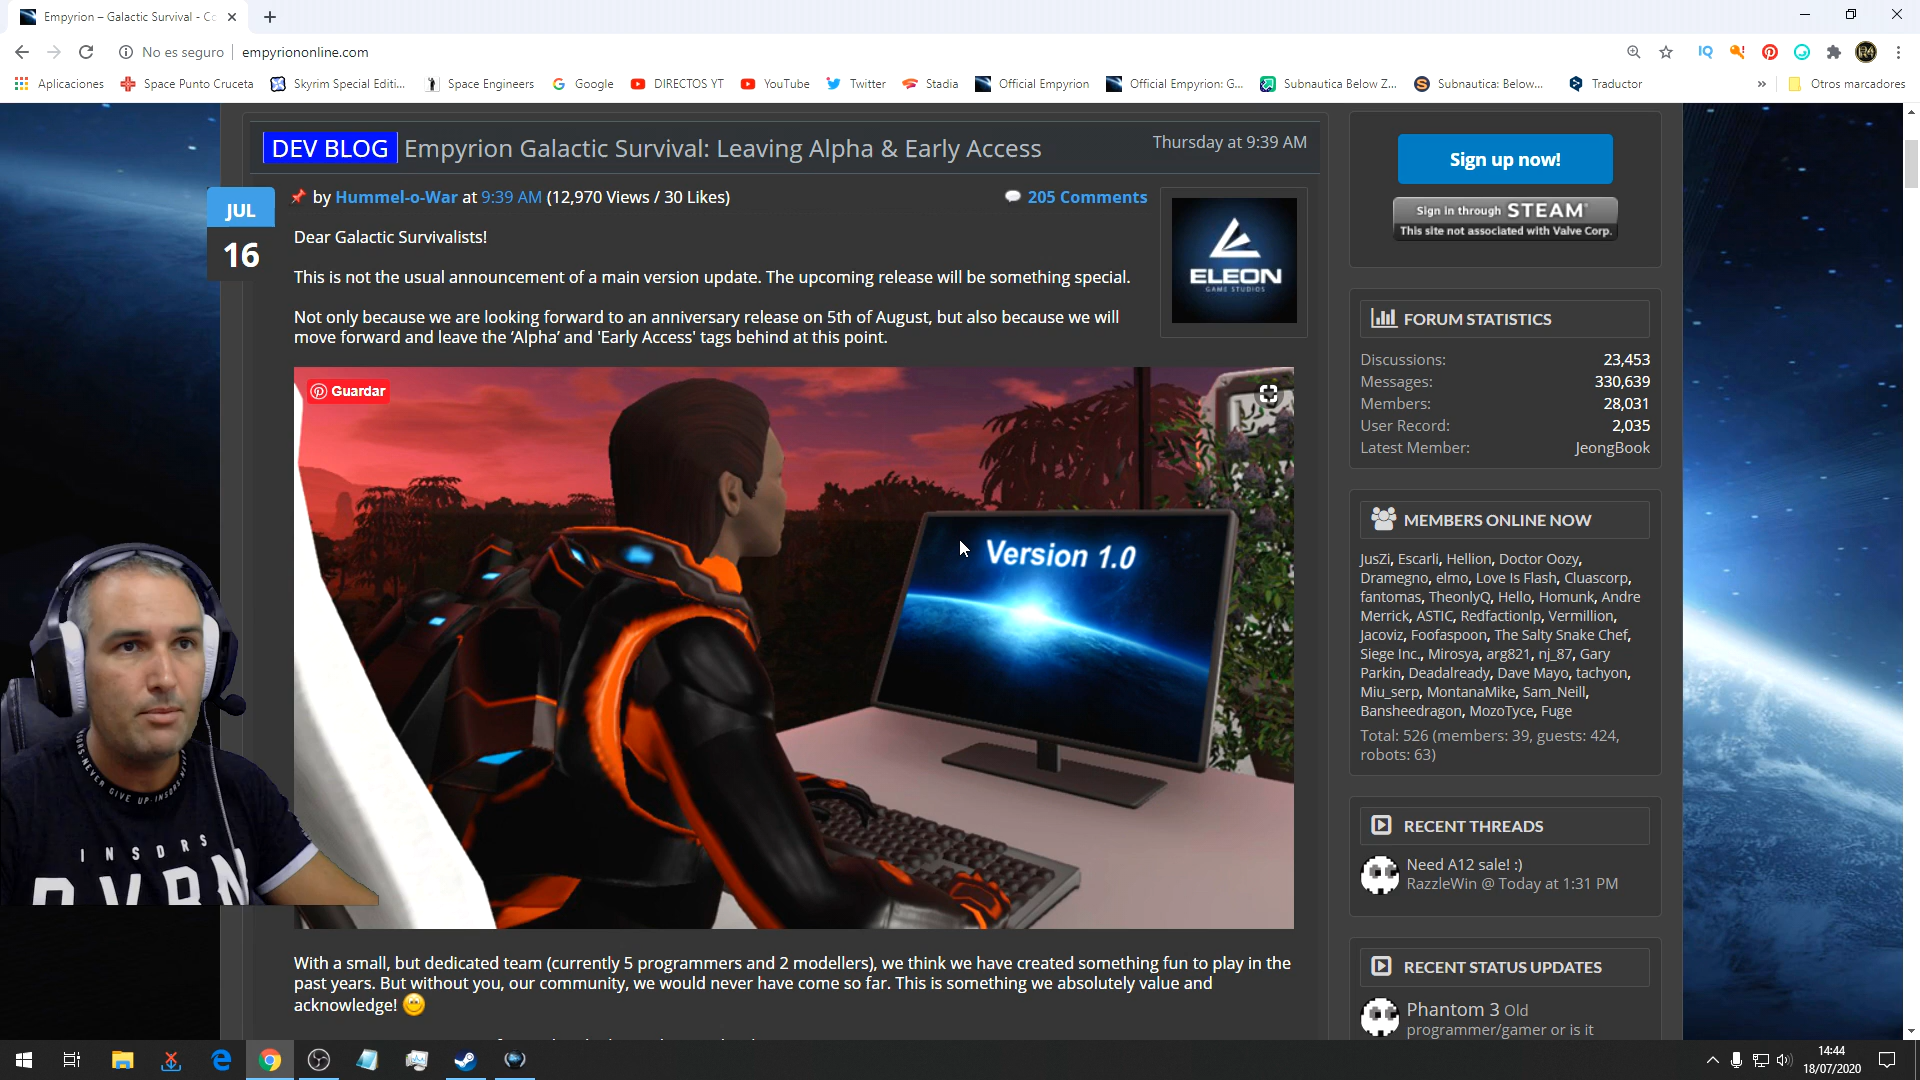 Empyrion – Galactic Survival - Cc
No es seguro
empyriononline.com
Aplicaciones
Space Punto Cruceta
Skyrim Special Editi...
Space Engineers
Google
DIRECTOS YT
YouTube
Twitter
Stadia
Official Empyrion
Official Empyrion: G...
Subnautica Below Z...
Subnautica: Below...
Traductor
Otros marcadores
DEV BLOG Empyrion Galactic Survival: Leaving Alpha & Early Access
Thursday at 9:39 AM
JUL
16
by Hummel-o-War at 9:39 AM (12,970 Views / 30 Likes)
205 Comments
Dear Galactic Survivalists!
This is not the usual announcement of a main version update. The upcoming release will be something special.
Not only because we are looking forward to an anniversary release on 5th of August, but also because we will
move forward and leave the ‘Alpha’ and 'Early Access' tags behind at this point.
ELEON
GAME STUDIOS
Guardar
Version 1.0
With a small, but dedicated team (currently 5 programmers and 2 modellers), we think we have created something fun to play in the
past years. But without you, our community, we would never have come so far. This is something we absolutely value and
acknowledge!
Sign up now!
Sign in through STEAM
This site not associated with Valve Corp.
FORUM STATISTICS
Discussions: 23,453
Messages: 330,639
Members: 28,031
User Record: 2,035
Latest Member: JeongBook
MEMBERS ONLINE NOW
JusZi, Escarli, Hellion, Doctor Oozy,
Dramegno, elmo, Love Is Flash, Cluascorp,
fantomas, TheonlyQ, Hello, Homunk, Andre
Merrick, ASTIC, Redfactionlp, Vermillion,
Jacoviz, Foofaspoon, The Salty Snake Chef,
Siege Inc., Mirosya, arg821, nj_87, Gary
Parkin, Deadalready, Dave Mayo, tachyon,
Miu_serp, MontanaMike, Sam_Neill,
Bansheedragon, MozoTyce, Fuge
Total: 526 (members: 39, guests: 424,
robots: 63)
RECENT THREADS
Need A12 sale! :)
RazzleWin @ Today at 1:31 PM
RECENT STATUS UPDATES
Phantom 3 Old
programmer/gamer or is it
NEVER GIVE UP
INSDRS
14:44
18/07/2020